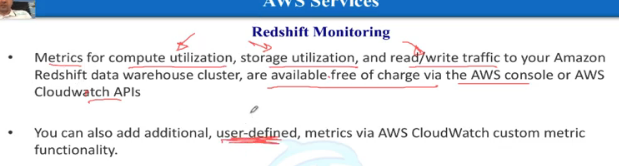 AWS Services
Redshift Monitoring
• Metrics for compute utilization, storage utilization, and read/write traffic to your Amazon
Redshift data warehouse cluster, are available free of charge via the AWS console or AWS
Cloudwatch APIs
• You can also add additional, user-defined, metrics via AWS CloudWatch custom metric
functionality.